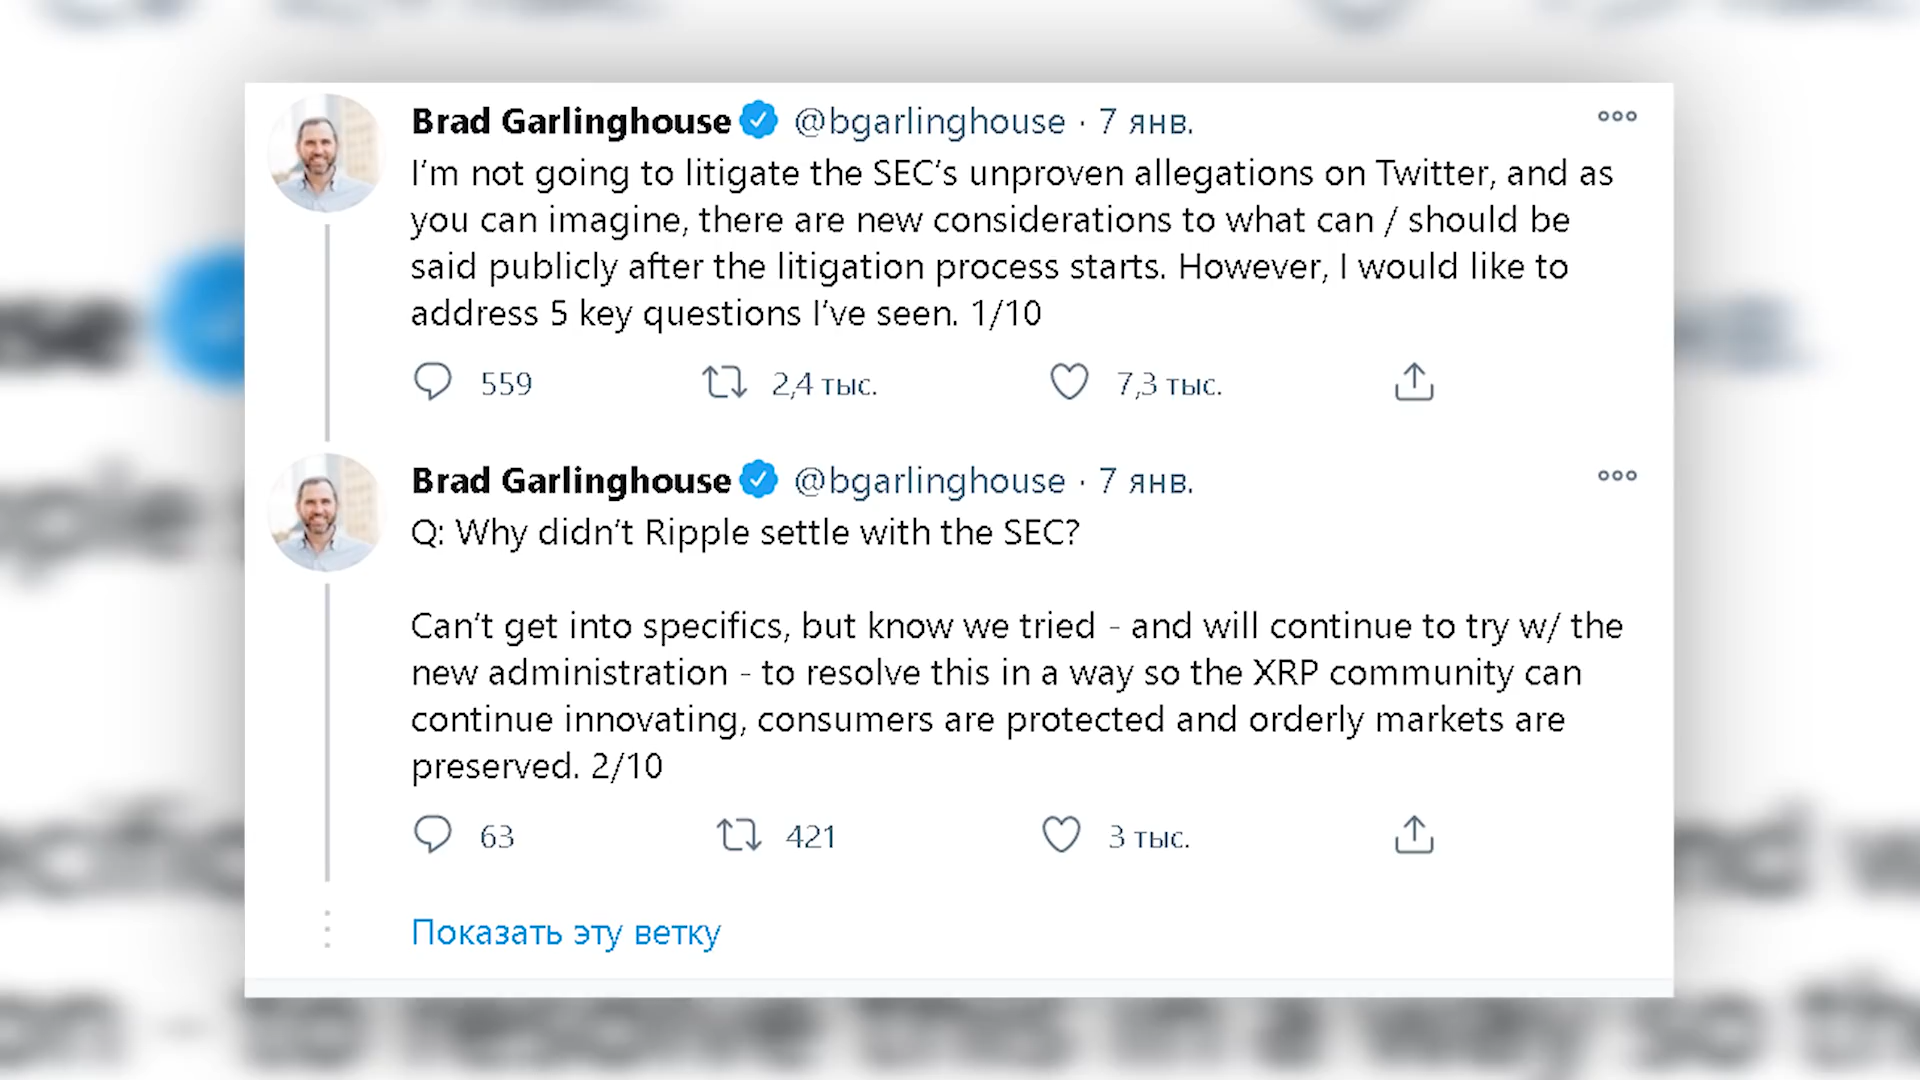 Brad Garlinghouse @bgarlinghouse · 7 янв.
I’m not going to litigate the SEC’s unproven allegations on Twitter, and as
you can imagine, there are new considerations to what can / should be
said publicly after the litigation process starts. However, I would like to
address 5 key questions I’ve seen. 1/10
559 2,4 тыс. 7,3 тыс.
Brad Garlinghouse @bgarlinghouse · 7 янв.
Q: Why didn’t Ripple settle with the SEC?
Can’t get into specifics, but know we tried - and will continue to try w/ the
new administration - to resolve this in a way so the XRP community can
continue innovating, consumers are protected and orderly markets are
preserved. 2/10
63 421 3 тыс.
Показать эту ветку